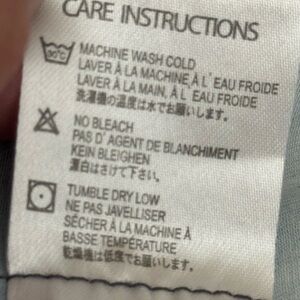 CARE INSTRUCTIONS
30°C
MACHINE WASH COLD
LAVER À LA MACHINE À L'EAU FROIDE
LAVER À LA MAIN, À L'EAU FROIDE
洗濯機の温度は水でお願いします.
NO BLEACH
PAS D'AGENT DE BLANCHIMENT
KEIN BLEIGHEN
漂白はさけて下さい。
TUMBLE DRY LOW
NE PAS JAVELLISER
SÉCHER À LA MACHINE À
BASSE TEMPÉRATURE
乾燥機は低度でお願いします.